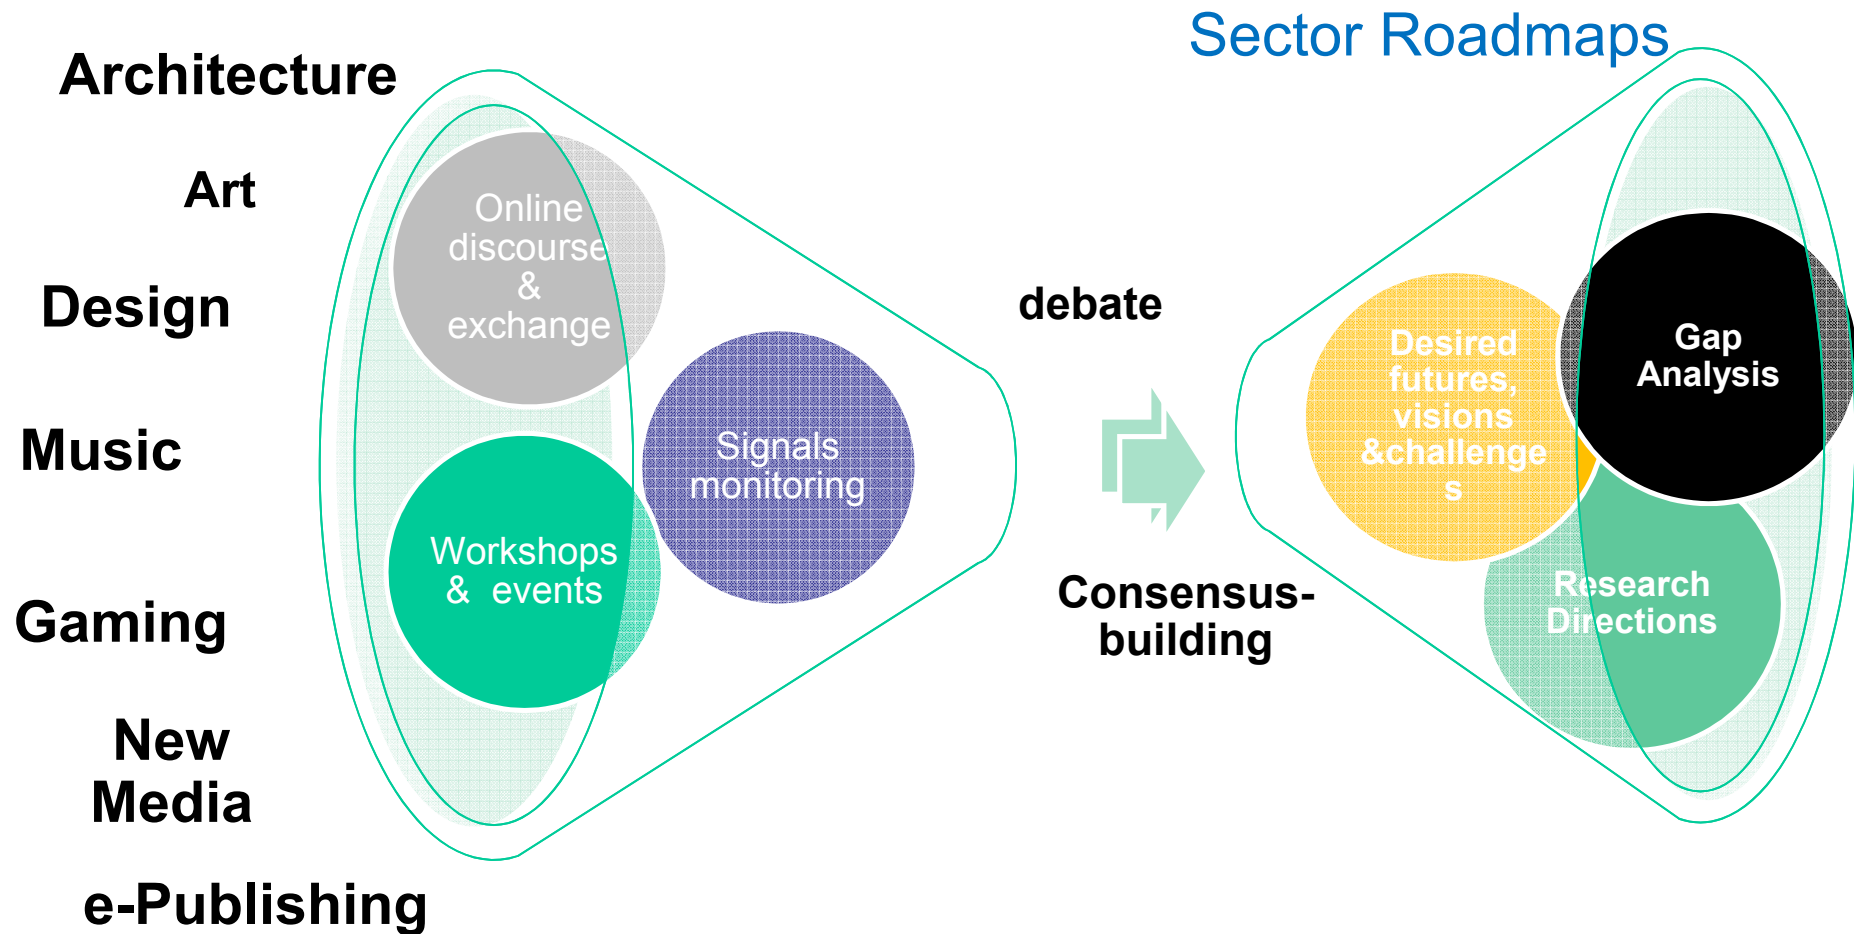 Sector Roadmaps
Architecture
Art
Design
Music
Gaming
New
Media
e-Publishing
Online
discourse
&
exchange
Workshops
& events
Signals
monitoring
debate
Consensus-
building
Desired
futures,
visions
&challenge
s
Gap
Analysis
Research
Directions